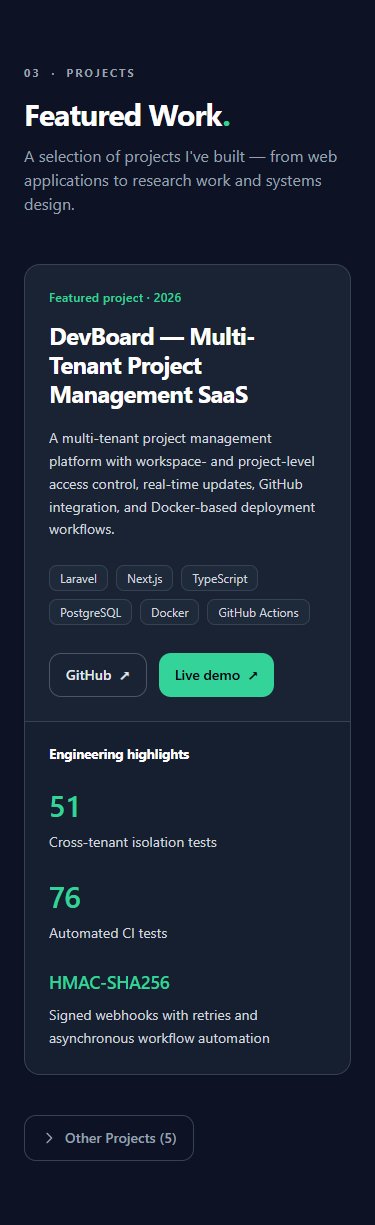 03 · PROJECTS
Featured Work.
A selection of projects I've built — from web
applications to research work and systems
design.
Featured project · 2026
DevBoard — Multi-
Tenant Project
Management SaaS
A multi-tenant project management
platform with workspace- and project-level
access control, real-time updates, GitHub
integration, and Docker-based deployment
workflows.
Laravel Next.js TypeScript
PostgreSQL Docker GitHub Actions
GitHub ↗ Live demo ↗
Engineering highlights
51
Cross-tenant isolation tests
76
Automated CI tests
HMAC-SHA256
Signed webhooks with retries and
asynchronous workflow automation
Other Projects (5)